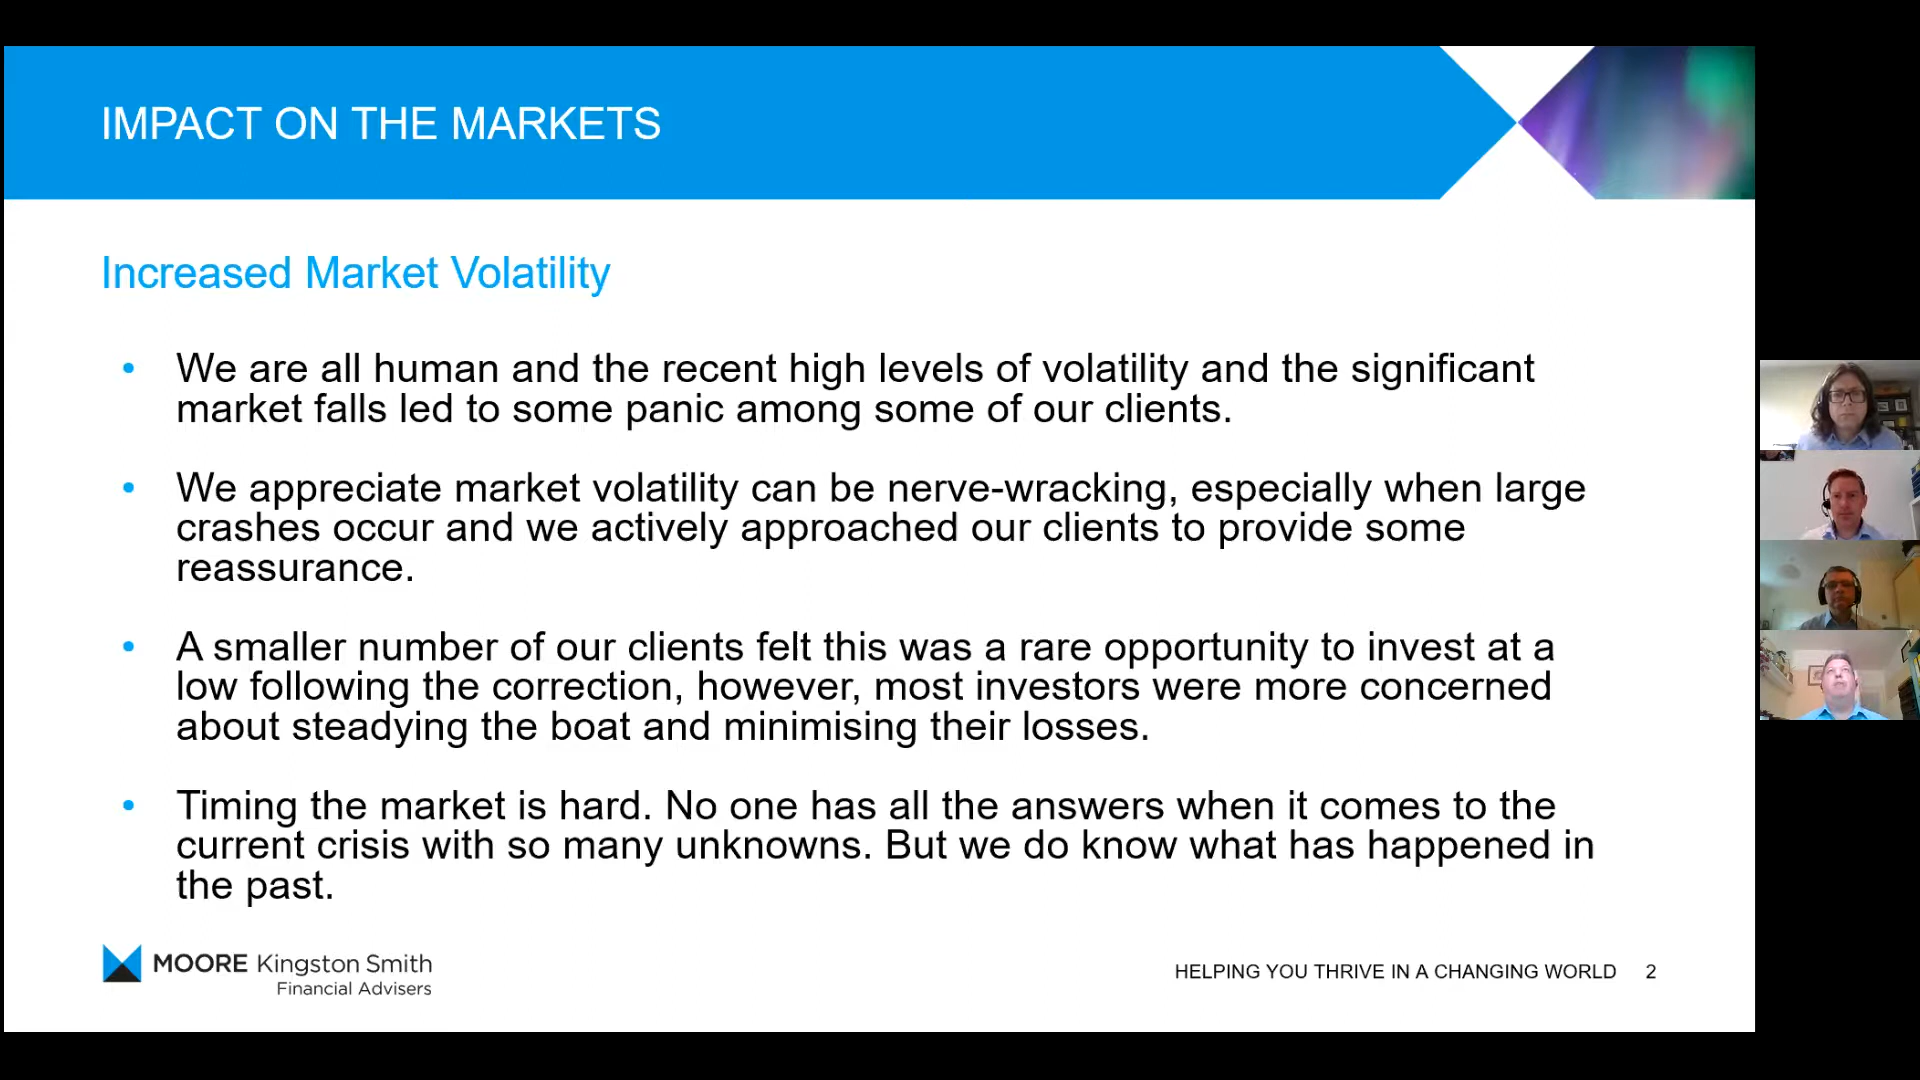 IMPACT ON THE MARKETS
Increased Market Volatility
• We are all human and the recent high levels of volatility and the significant
market falls led to some panic among some of our clients.
• We appreciate market volatility can be nerve-wracking, especially when large
crashes occur and we actively approached our clients to provide some
reassurance.
• A smaller number of our clients felt this was a rare opportunity to invest at a
low following the correction, however, most investors were more concerned
about steadying the boat and minimising their losses.
• Timing the market is hard. No one has all the answers when it comes to the
current crisis with so many unknowns. But we do know what has happened in
the past.
MOORE Kingston Smith
Financial Advisers
HELPING YOU THRIVE IN A CHANGING WORLD 2